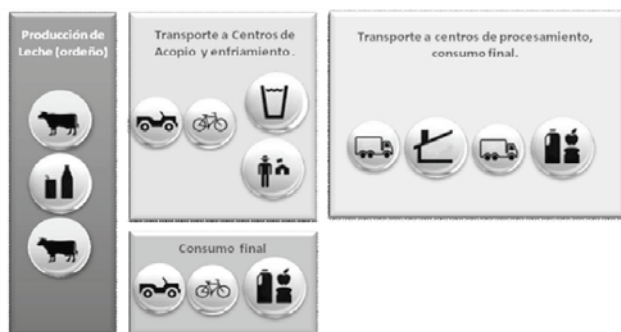 Producción de
Leche (ordeño)
Transporte a Centros de
Acopio y enfriamiento.
Transporte a centros de procesamiento,
consumo final.
Consumo final